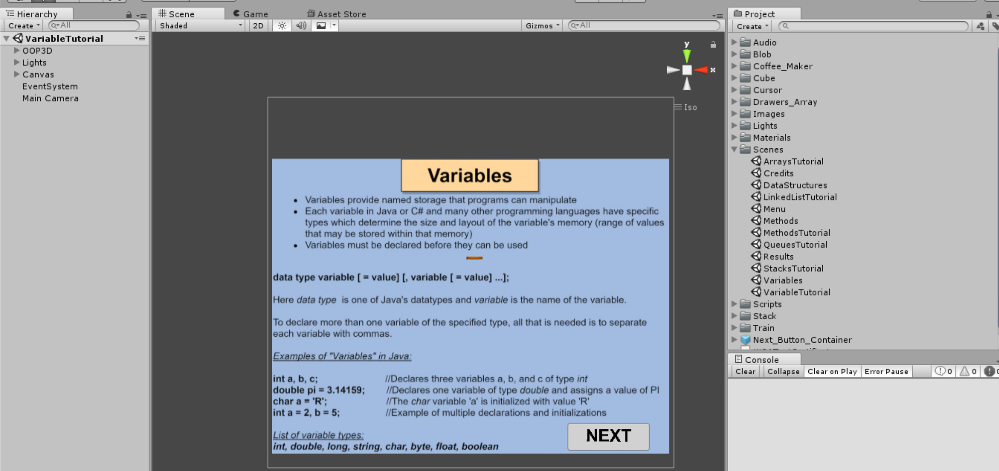 Hierarchy
Create
All
VariableTutorial
OOP3D
Lights
Canvas
EventSystem
Main Camera
Scene
Game
Asset Store
Shaded
2D
Gizmos
All
y
x
Iso
Variables
• Variables provide named storage that programs can manipulate
• Each variable in Java or C# and many other programming languages have specific
types which determine the size and layout of the variable's memory (range of values
that may be stored within that memory)
• Variables must be declared before they can be used
data type variable [ = value] [, variable [ = value] ...];
Here data type is one of Java's datatypes and variable is the name of the variable.
To declare more than one variable of the specified type, all that is needed is to separate
each variable with commas.
Examples of "Variables" in Java:
int a, b, c; //Declares three variables a, b, and c of type int
double pi = 3.14159; //Declares one variable of type double and assigns a value of PI
char a = 'R'; //The char variable 'a' is initialized with value 'R'
int a = 2, b = 5; //Example of multiple declarations and initializations
List of variable types:
int, double, long, string, char, byte, float, boolean
NEXT
Project
Create
Audio
Blob
Coffee_Maker
Cube
Cursor
Drawers_Array
Images
Lights
Materials
Scenes
ArraysTutorial
Credits
DataStructures
LinkedListTutorial
Menu
Methods
MethodsTutorial
QueuesTutorial
Results
StacksTutorial
Variables
VariableTutorial
Scripts
Stack
Train
Next_Button_Container
Console
Clear Collapse Clear on Play Error Pause 0 0